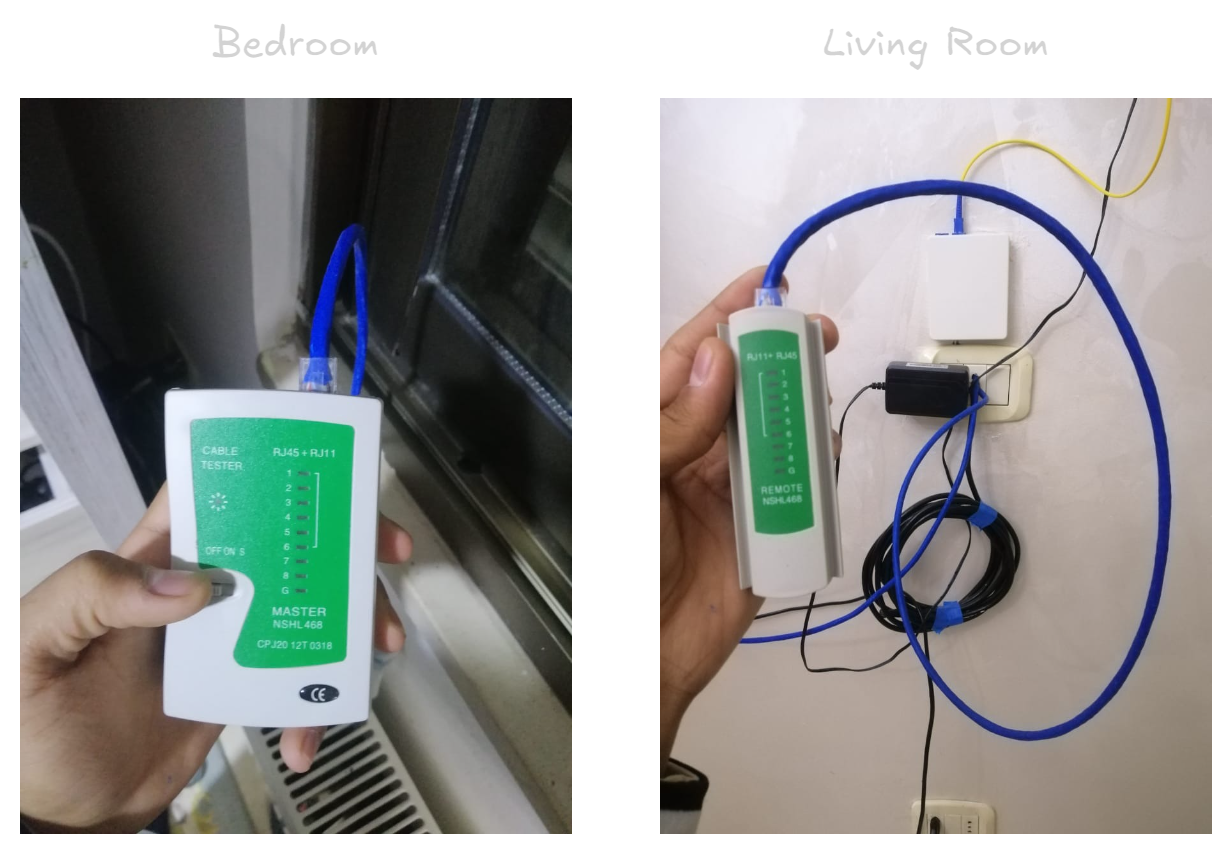 Bedroom
Living Room
CABLE
TESTER
RJ45 + RJ11
1
2
3
4
5
6
7
8
G
OFF ON S
MASTER
NSHL468
CPJ20 12T 0318
CE
RJ11+ RJ45
1
2
3
4
5
6
7
8
G
REMOTE
NSHL468